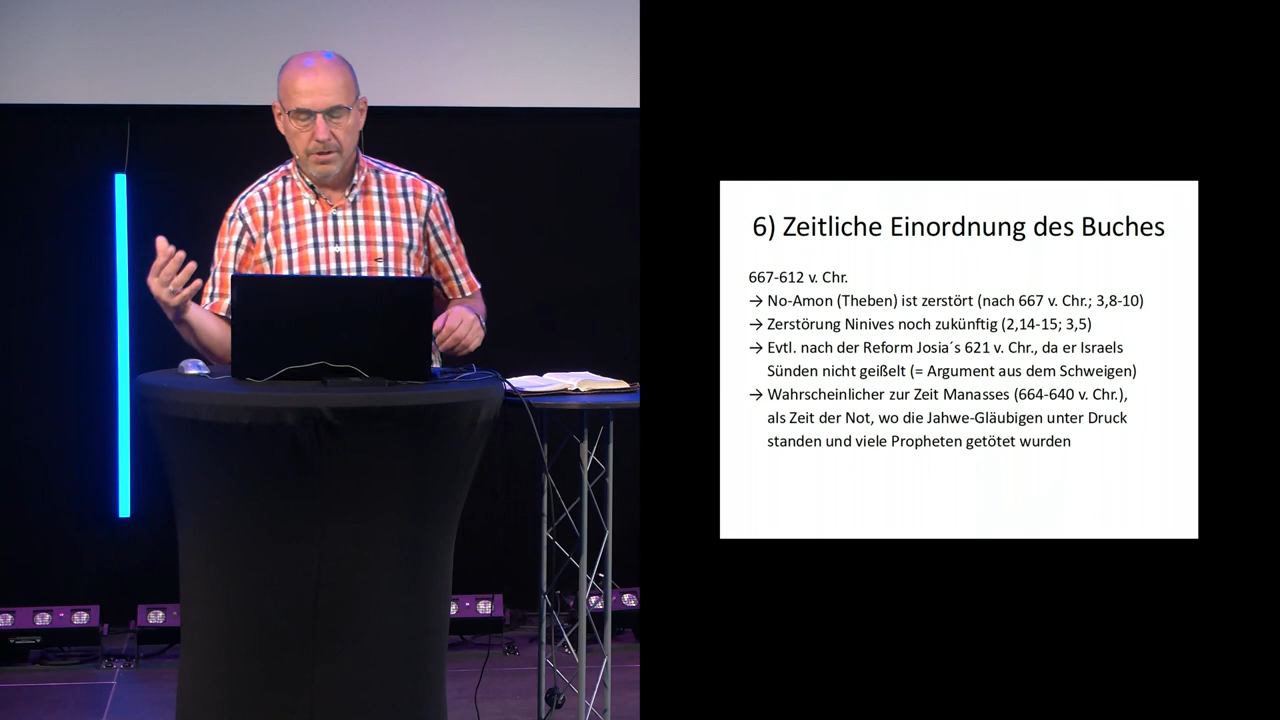 6) Zeitliche Einordnung des Buches
667-612 v. Chr.
→ No-Amon (Theben) ist zerstört (nach 667 v. Chr.; 3,8-10)
→ Zerstörung Ninives noch zukünftig (2,14-15; 3,5)
→ Evtl. nach der Reform Josia´s 621 v. Chr., da er Israels
Sünden nicht geißelt (= Argument aus dem Schweigen)
→ Wahrscheinlicher zur Zeit Manasses (664-640 v. Chr.),
als Zeit der Not, wo die Jahwe-Gläubigen unter Druck
standen und viele Propheten getötet wurden